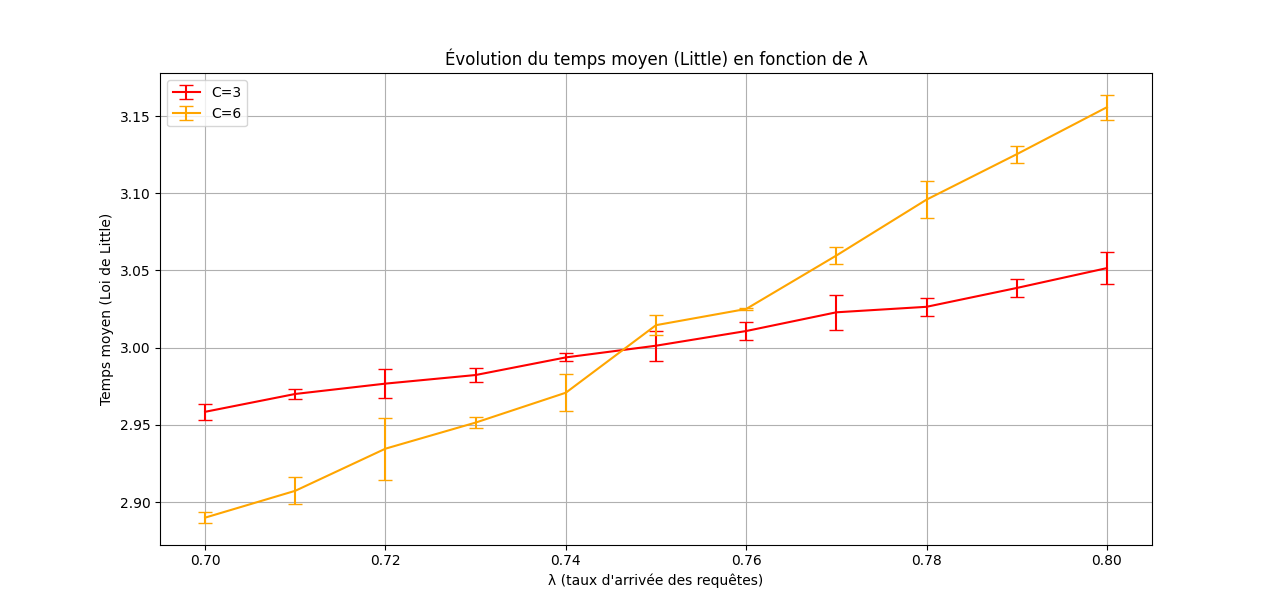 Évolution du temps moyen (Little) en fonction de λ
C=3
C=6
Temps moyen (Loi de Little)
3.15
3.10
3.05
3.00
2.95
2.90
0.70 0.72 0.74 0.76 0.78 0.80
λ (taux d'arrivée des requêtes)